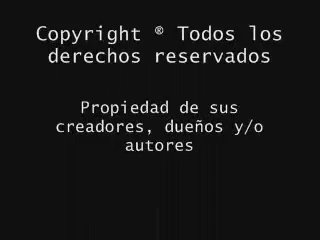 Copyright ® Todos los
derechos reservados
Propiedad de sus
creadores, dueños y/o
autores